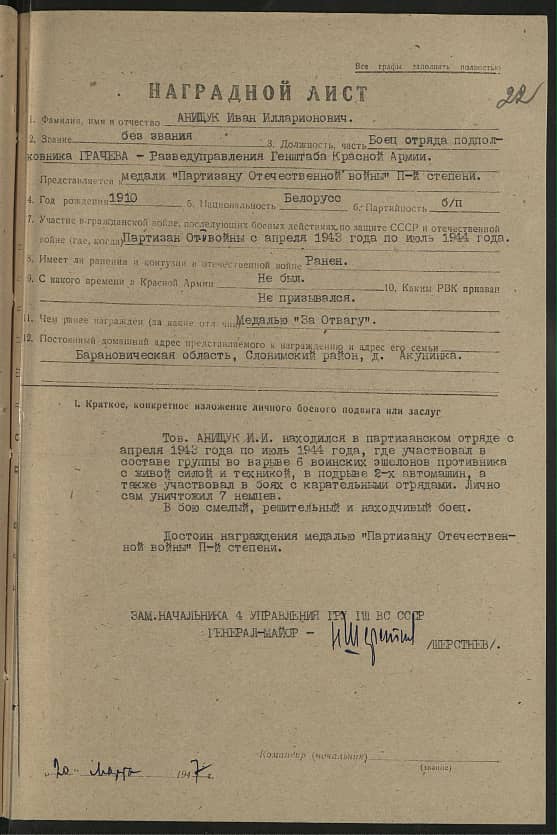 Все графы заполнять полностью
22
НАГРАДНОЙ ЛИСТ
1. Фамилия, имя и отчество АНИЩУК Иван Илларионович.
2. Звание без звания 3. Должность, часть Боец отряда подпол-
ковника ГРАЧЕВА – Разведуправления Генштаба Красной Армии.
Представляется к медали "Партизану Отечественной войны" П-й степени.
4. Год рождения 1910 5. Национальность Белорусс 6. Партийность б/п
7. Участие в гражданской войне, последующих боевых действиях по защите СССР и отечественной
войне (где, когда) Партизан От.войны с апреля 1943 года по июль 1944 года.
8. Имеет ли ранения и контузии в отечественной войне Ранен.
9. С какого времени в Красной Армии Не был. 10. Каким РВК призван
Не призывался.
11. Чем ранее награжден (за какие отличия) Медалью "За Отвагу".
12. Постоянный домашний адрес представляемого к награждению и адрес его семьи
Барановическая область, Слонимский район, д. Акунинка.
I. Краткое, конкретное изложение личного боевого подвига или заслуг
Тов. АНИЩУК И.И. находился в партизанском отряде с
апреля 1943 года по июль 1944 года, где участвовал в
составе группы во взрыве 6 воинских эшелонов противника
с живой силой и техникой, в подрыве 2-х автомашин, а
также участвовал в боях с карательными отрядами. Лично
сам уничтожил 7 немцев.
В бою смелый, решительный и находчивый боец.
Достоин награждения медалью "Партизану Отечествен-
ной войны" П-й степени.
ЗАМ.НАЧАЛЬНИКА 4 УПРАВЛЕНИЯ ГРУ ГШ ВС СССР
ГЕНЕРАЛ-МАЙОР –
/ШЕРСТНЕВ/.
Командир (начальник)
(звание)
"20" марта 1947 г.